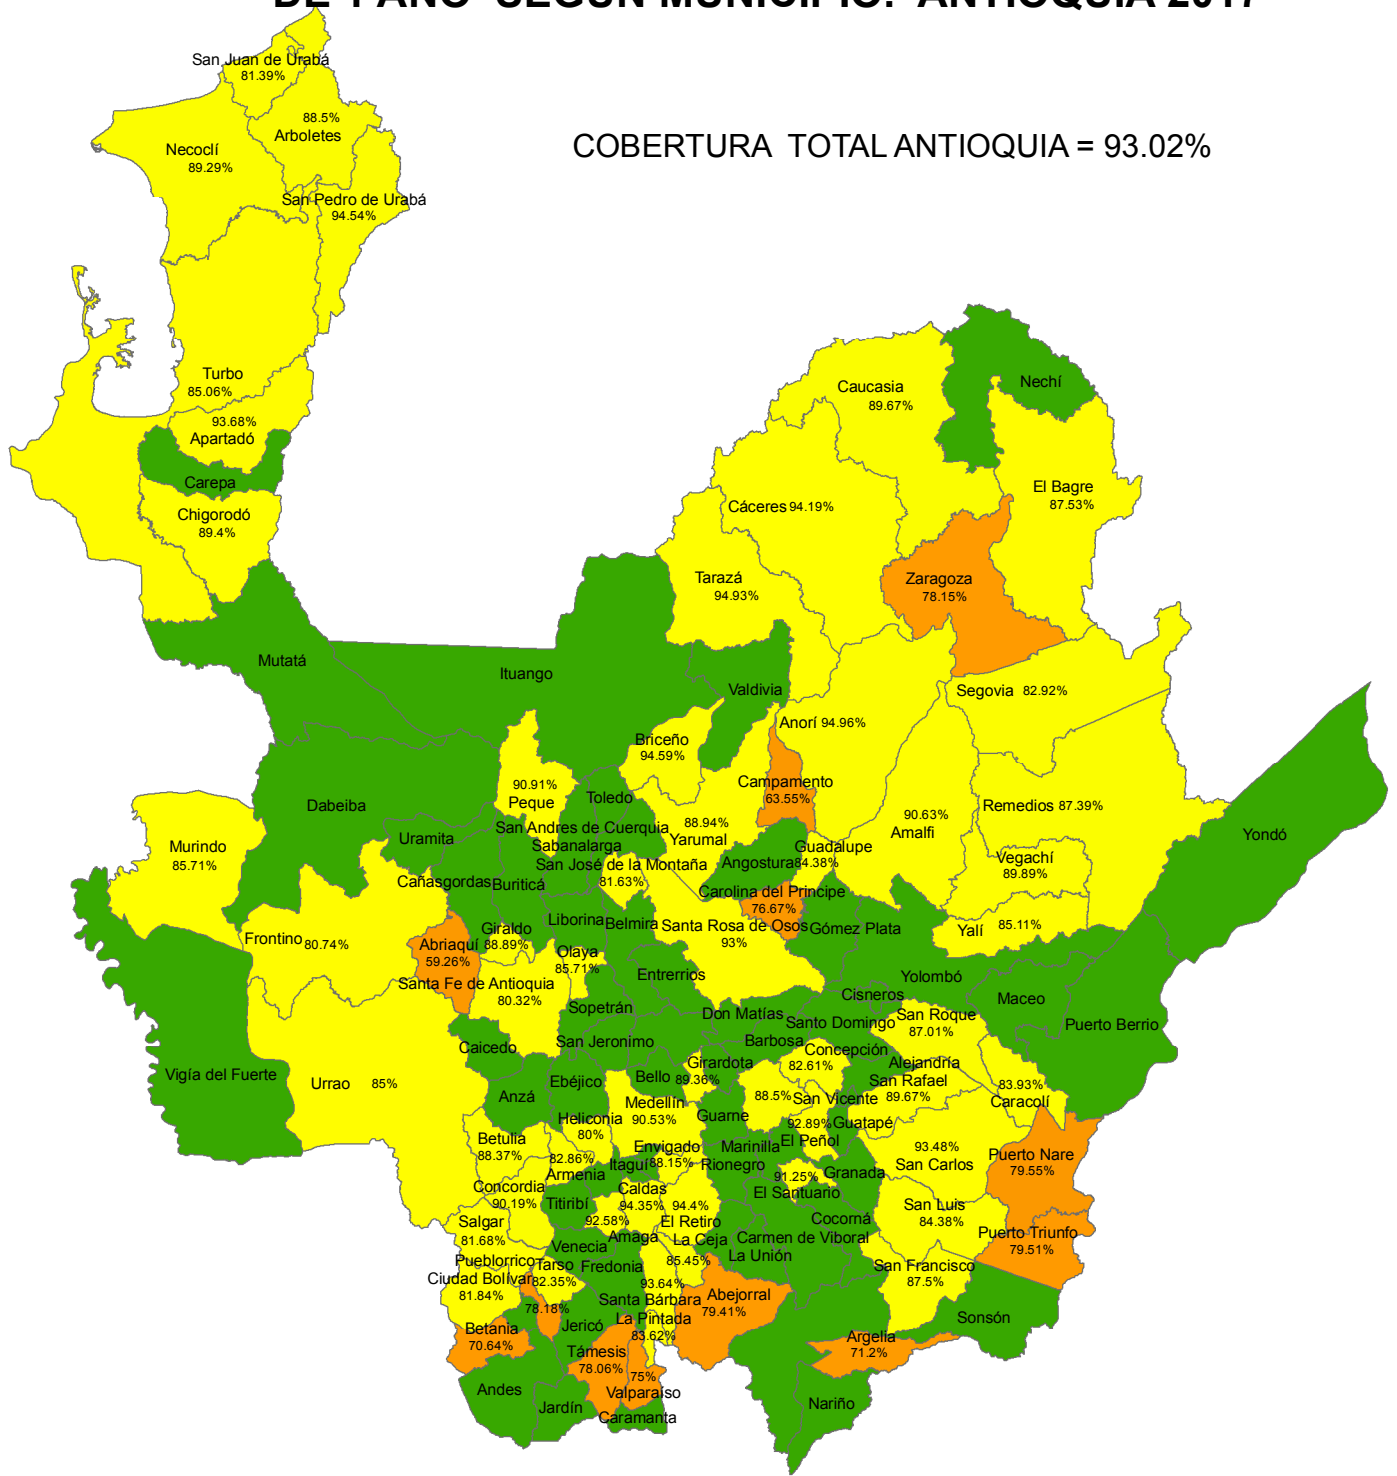 DE 1 AÑO SEGÚN MUNICIPIO. ANTIOQUIA 2017
COBERTURA TOTAL ANTIOQUIA = 93.02%
San Juan de Urabá
81.39%
88.5%
Arboletes
Necoclí
89.29%
San Pedro de Urabá
94.54%
Turbo
85.06%
93.68%
Apartadó
Carepa
Chigorodó
89.4%
Caucasia
89.67%
Nechí
El Bagre
87.53%
Cáceres 94.19%
Tarazá
94.93%
Zaragoza
78.15%
Mutatá
Ituango
Valdivia
Segovia 82.92%
Anorí 94.96%
Briceño
94.59%
Campamento
63.55%
90.91%
Peque
Toledo
Dabeiba
Remedios 87.39%
90.63%
Amalfi
88.94%
Yarumal
San Andres de Cuerquia
Sabanalarga
Uramita
Yondó
Murindo
85.71%
Guadalupe
84.38%
Angostura
Vegachí
89.89%
San José de la Montaña
81.63%
Cañasgordas
Buriticá
Carolina del Principe
76.67%
Liborina
Belmira
Santa Rosa de Osos
93%
Gómez Plata
Yalí
85.11%
Giraldo
88.89%
Frontino 80.74%
Abriaquí
59.26%
Olaya
85.71%
Entrerrios
Yolombó
Santa Fe de Antioquia
80.32%
Cisneros
Maceo
Sopetrán
Don Matías
Santo Domingo
San Roque
87.01%
Puerto Berrio
Caicedo
San Jeronimo
Barbosa
Concepción
82.61%
Alejandría
Girardota
89.36%
Vigía del Fuerte
Urrao 85%
Ebéjico
Bello
San Rafael
89.67%
83.93%
Caracolí
Anzá
88.5%
San Vicente
Medellín
90.53%
Guarne
Heliconia
80%
92.89%
Guatapé
Betulia
88.37%
Envigado
88.15%
Marinilla
El Peñol
93.48%
San Carlos
Puerto Nare
79.55%
82.86%
Armenia
Itaguí
Rionegro
91.25%
Granada
El Santuario
Concordia
90.19%
Titiribí
Caldas
94.35%
94.4%
El Retiro
San Luis
84.38%
92.58%
Amagá
Cocorná
Salgar
81.68%
La Ceja
Carmen de Viboral
Puerto Triunfo
79.51%
Venecia
La Unión
85.45%
Pueblorrico
Tarso
82.35%
Fredonia
San Francisco
87.5%
Ciudad Bolívar
81.84%
93.64%
Santa Bárbara
Abejorral
79.41%
78.18%
Jericó
La Pintada
83.62%
Sonsón
Betania
70.64%
Argelia
71.2%
Támesis
78.06%
75%
Valparaíso
Andes
Jardín
Caramanta
Nariño